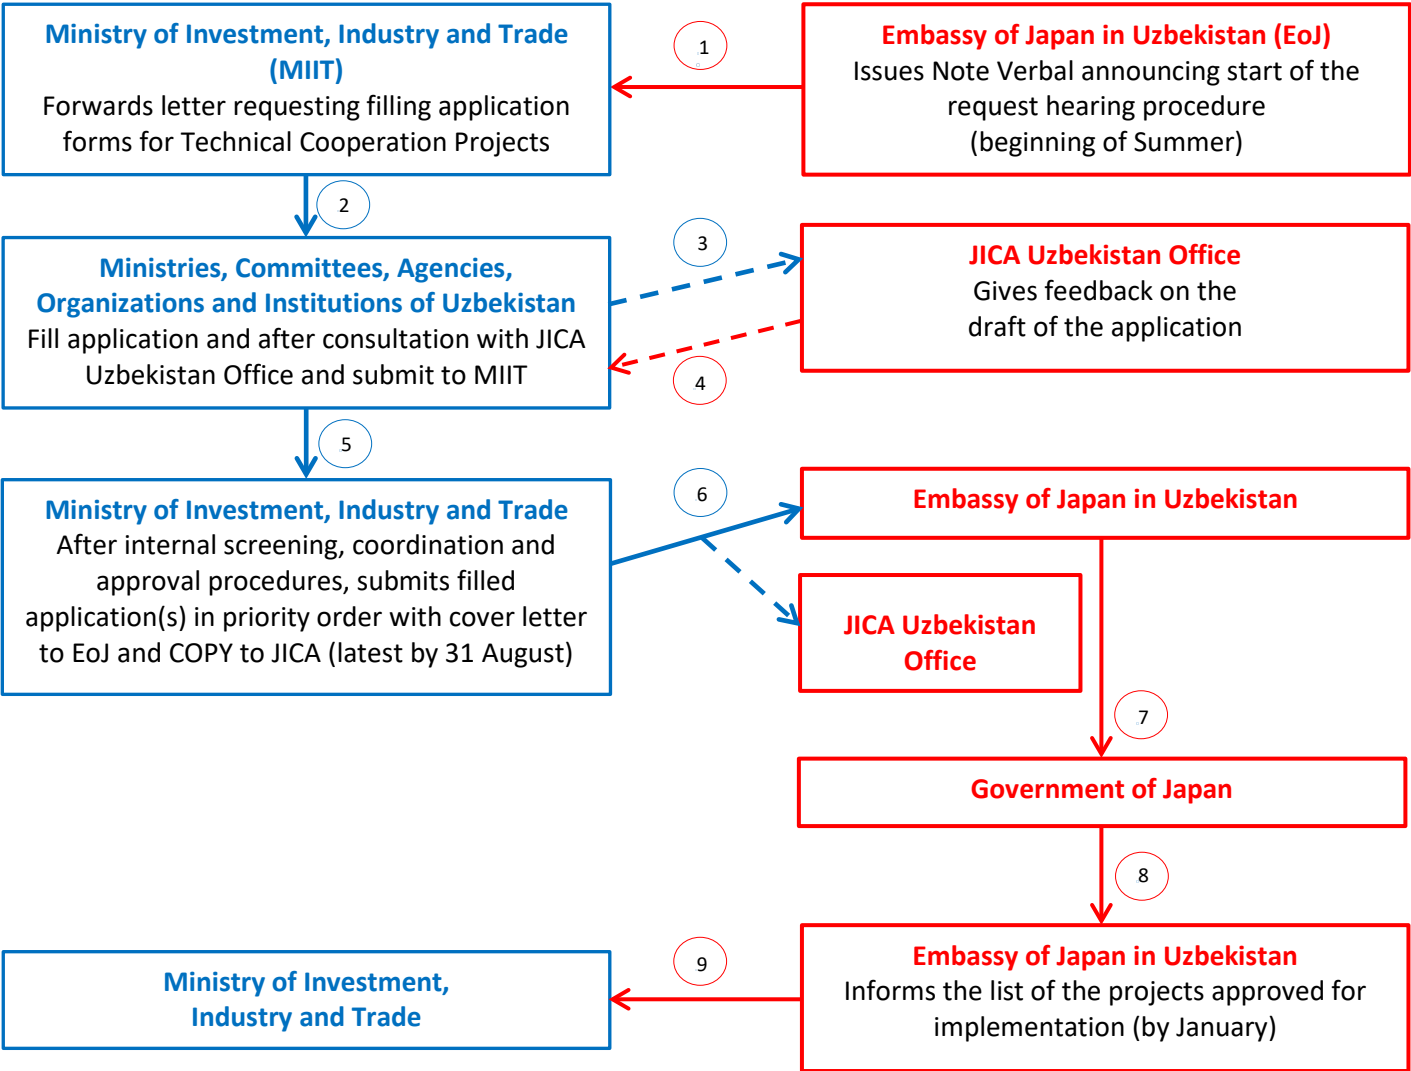 Ministry of Investment, Industry and Trade
(MIIT)
Forwards letter requesting filling application
forms for Technical Cooperation Projects
1
Embassy of Japan in Uzbekistan (EoJ)
Issues Note Verbal announcing start of the
request hearing procedure
(beginning of Summer)
2
Ministries, Committees, Agencies,
Organizations and Institutions of Uzbekistan
Fill application and after consultation with JICA
Uzbekistan Office and submit to MIIT
3
4
JICA Uzbekistan Office
Gives feedback on the
draft of the application
5
Ministry of Investment, Industry and Trade
After internal screening, coordination and
approval procedures, submits filled
application(s) in priority order with cover letter
to EoJ and COPY to JICA (latest by 31 August)
6
Embassy of Japan in Uzbekistan
JICA Uzbekistan
Office
7
Government of Japan
8
Embassy of Japan in Uzbekistan
Informs the list of the projects approved for
implementation (by January)
9
Ministry of Investment,
Industry and Trade